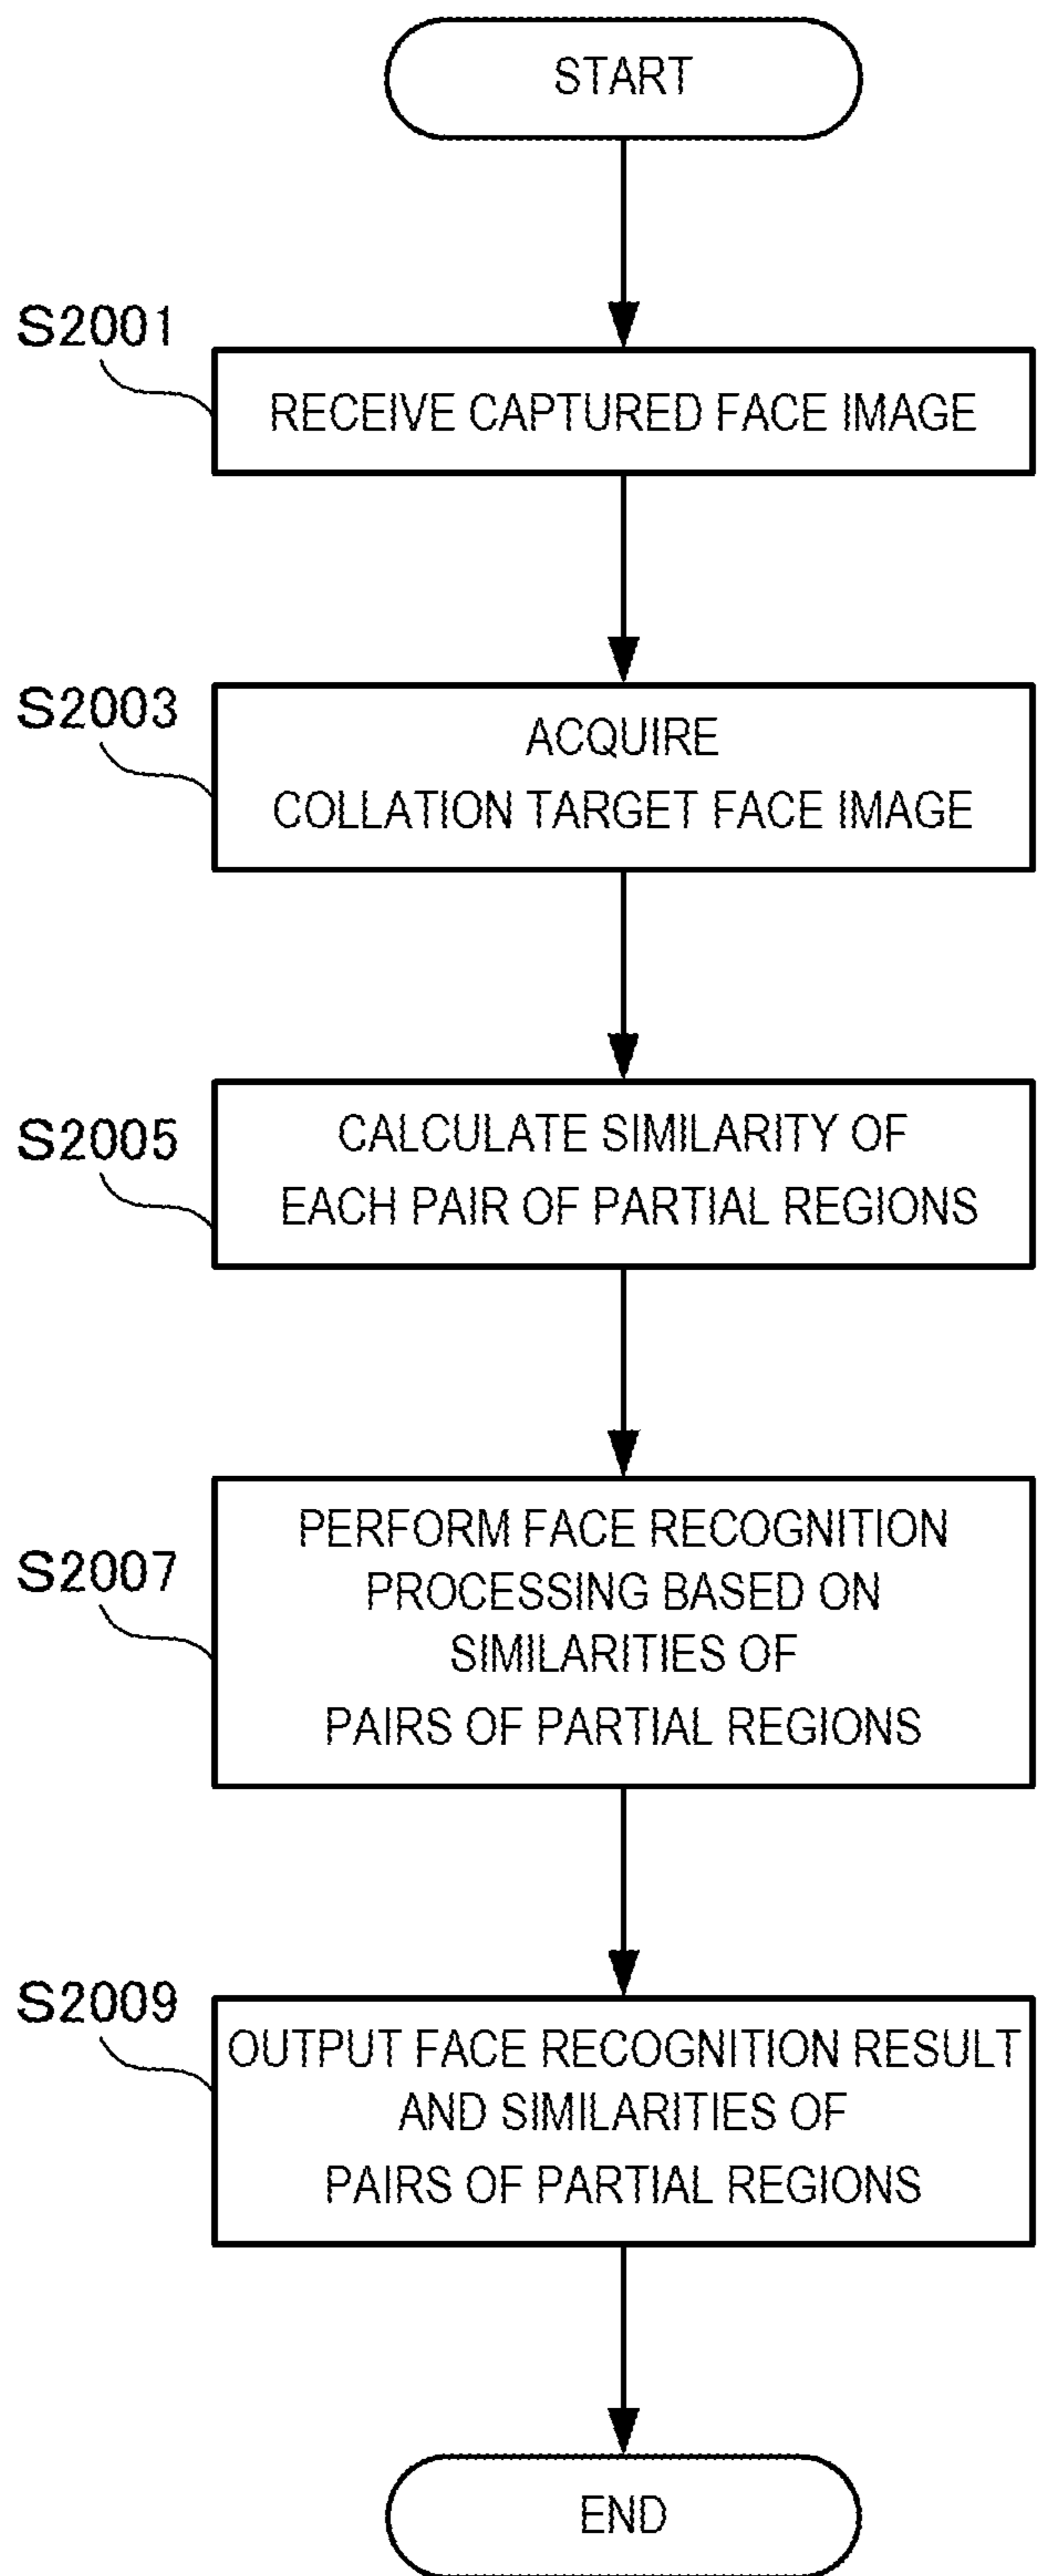 START
S2001
RECEIVE CAPTURED FACE IMAGE
S2003
ACQUIRE
COLLATION TARGET FACE IMAGE
S2005
CALCULATE SIMILARITY OF
EACH PAIR OF PARTIAL REGIONS
S2007
PERFORM FACE RECOGNITION
PROCESSING BASED ON
SIMILARITIES OF
PAIRS OF PARTIAL REGIONS
S2009
OUTPUT FACE RECOGNITION RESULT
AND SIMILARITIES OF
PAIRS OF PARTIAL REGIONS
END